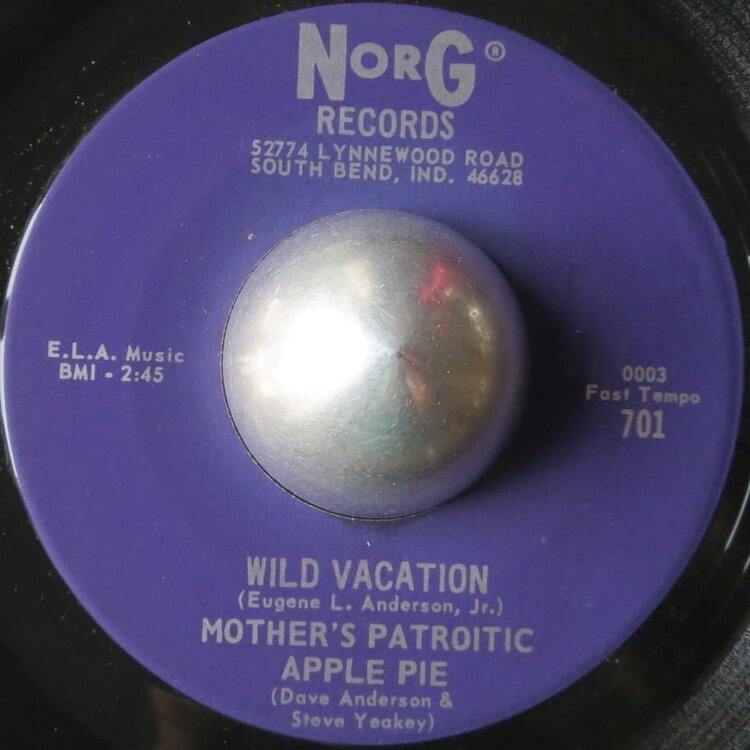 NORG®
RECORDS
52774 LYNNEWOOD ROAD
SOUTH BEND, IND. 46628
E.L.A. Music
BMI - 2:45
0003
Fast Tempo
701
WILD VACATION
(Eugene L. Anderson, Jr.)
MOTHER'S PATROITIC
APPLE PIE
(Dave Anderson &
Steve Yeakey)